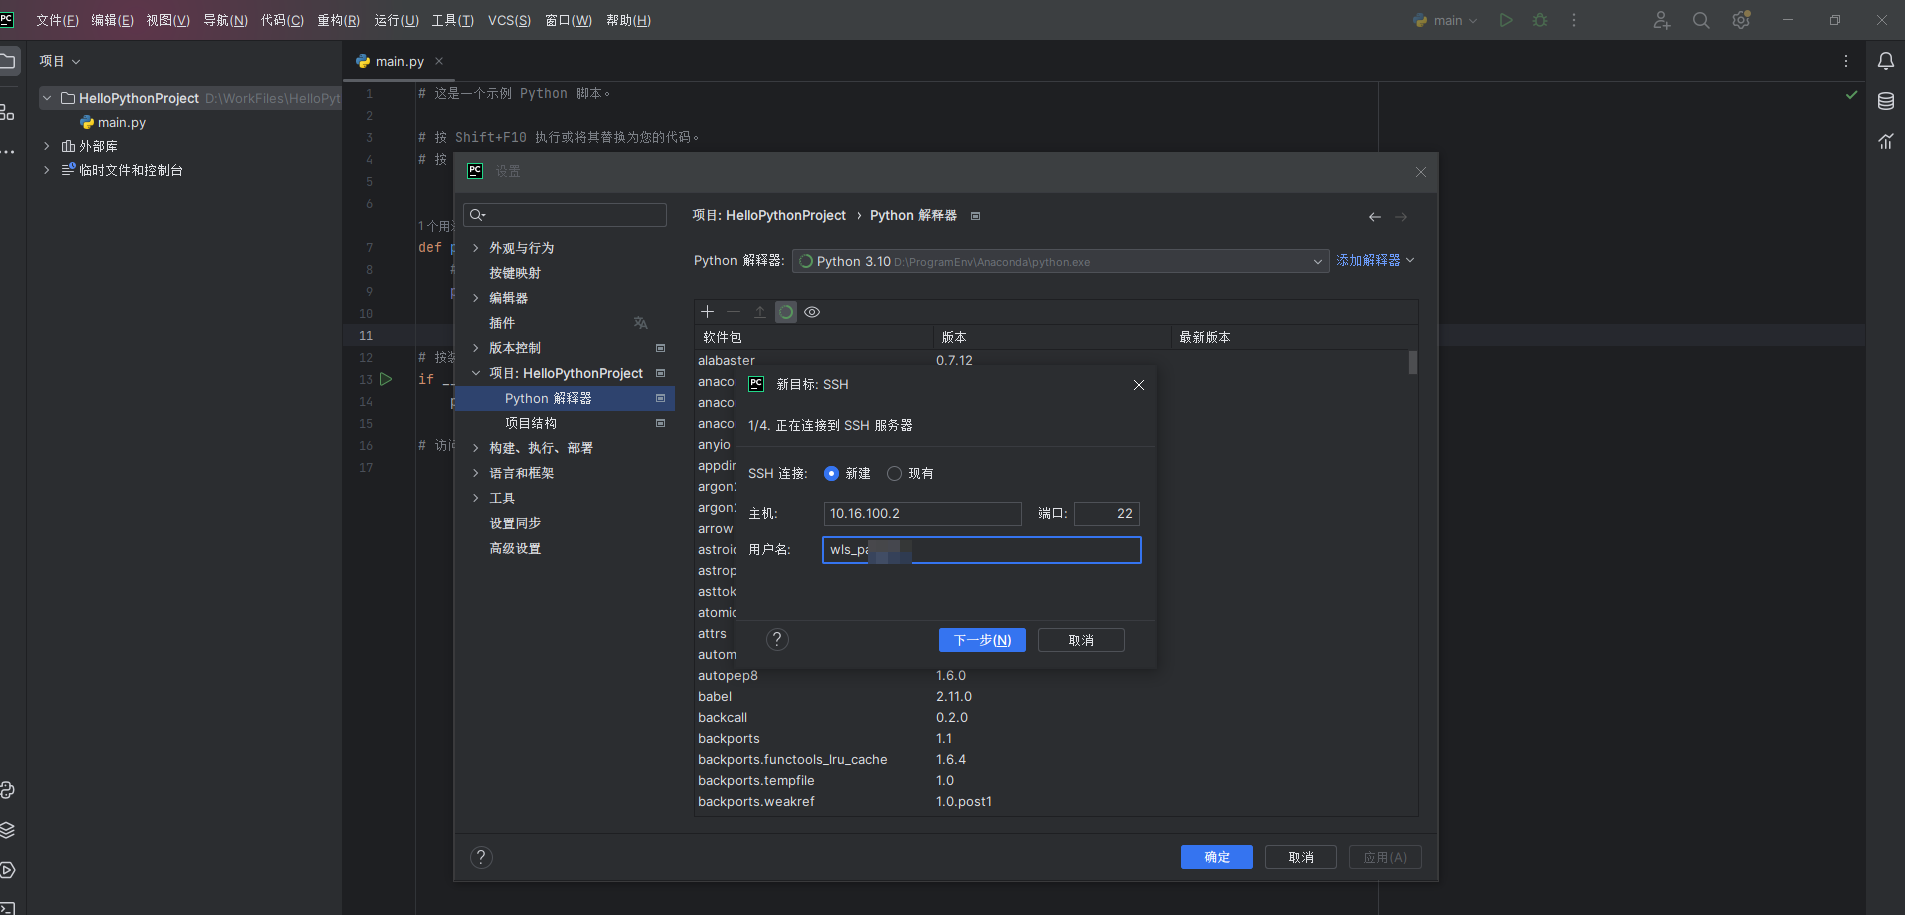 PC 文件(F) 编辑(E) 视图(V) 导航(N) 代码(C) 重构(R) 运行(U) 工具(T) VCS(S) 窗口(W) 帮助(H) main
项目
main.py
HelloPythonProject D:\WorkFiles\HelloPyt
main.py
外部库
临时文件和控制台
1 # 这是一个示例 Python 脚本。
2
3 # 按 Shift+F10 执行或将其替换为您的代码。
4 # 按
5
6
1个用
7 def p
8 #
9 p
10
11
12 # 按
13 if __
14 p
15
16 # 访
17
PC 设置
外观与行为
按键映射
编辑器
插件
版本控制
项目: HelloPythonProject
Python 解释器
项目结构
构建、执行、部署
语言和框架
工具
设置同步
高级设置
项目: HelloPythonProject › Python 解释器
Python 解释器: Python 3.10 D:\ProgramEnv\Anaconda\python.exe 添加解释器
软件包 版本 最新版本
alabaster 0.7.12
anaco
anaco
anaco
anyio
appdir
argon2
argon2
arrow
astroid
astrop
asttok
atomic
attrs
autom
autopep8 1.6.0
babel 2.11.0
backcall 0.2.0
backports 1.1
backports.functools_lru_cache 1.6.4
backports.tempfile 1.0
backports.weakref 1.0.post1
PC 新目标: SSH
1/4. 正在连接到 SSH 服务器
SSH 连接: 新建 现有
主机: 10.16.100.2 端口: 22
用户名: wls_pa
? 下一步(N) 取消
? 确定 取消 应用(A)